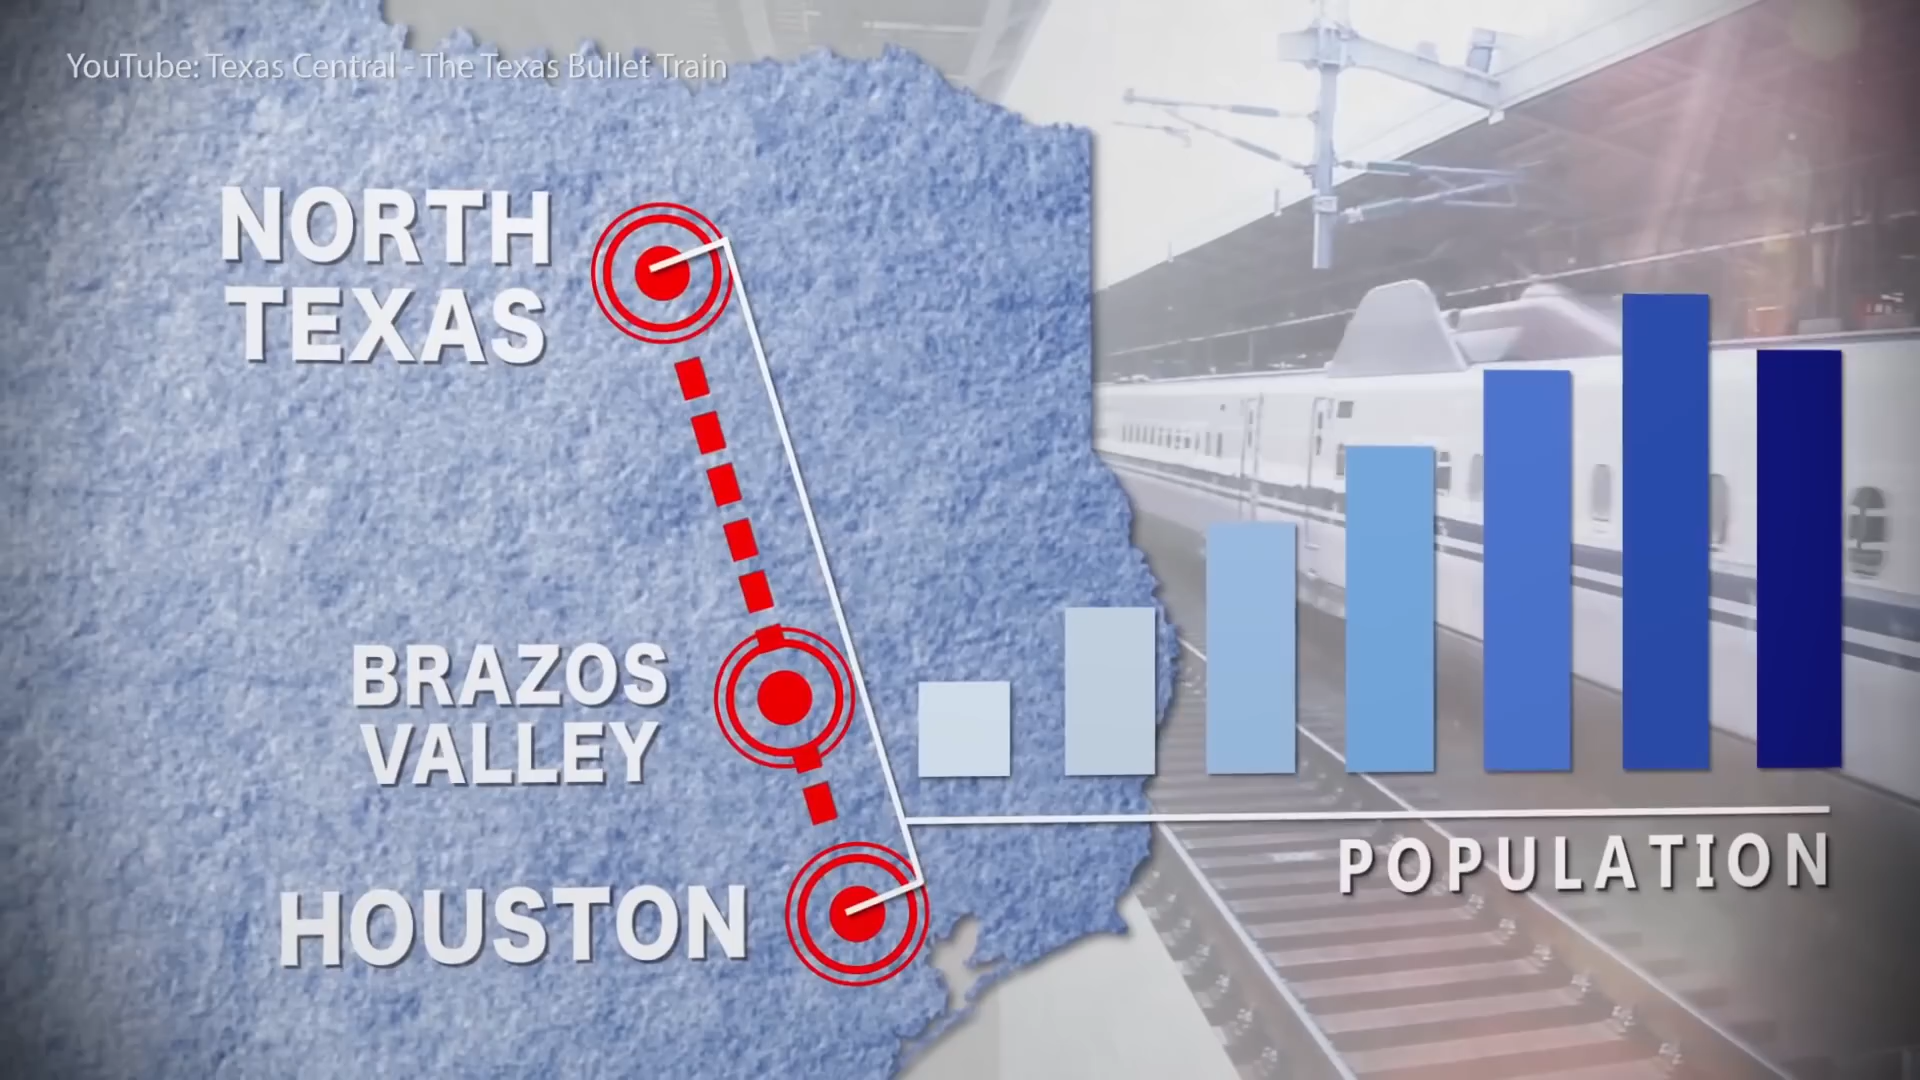 YouTube: Texas Central - The Texas Bullet Train
NORTH
TEXAS
BRAZOS
VALLEY
HOUSTON
POPULATION